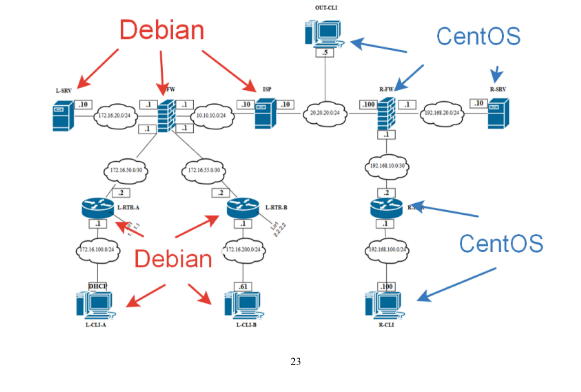 OUT-CLI
Debian
CentOS
.5
L-SRV
FW
ISP
R-FW
R-SRV
.10
.1
.1
.10
.10
.100
.1
.10
172.16.20.0/24
10.10.10.0/24
20.20.20.0/24
192.168.20.0/24
.1
.1
.1
172.16.50.0/30
172.16.55.0/30
192.168.10.0/30
.2
.2
.2
L-RTR-A
L-RTR-B
.1
.1
.1
2.2.2.2
Debian
CentOS
172.16.100.0/24
172.16.200.0/24
192.168.100.0/24
DHCP
.61
.100
L-CLI-A
L-CLI-B
R-CLI
23